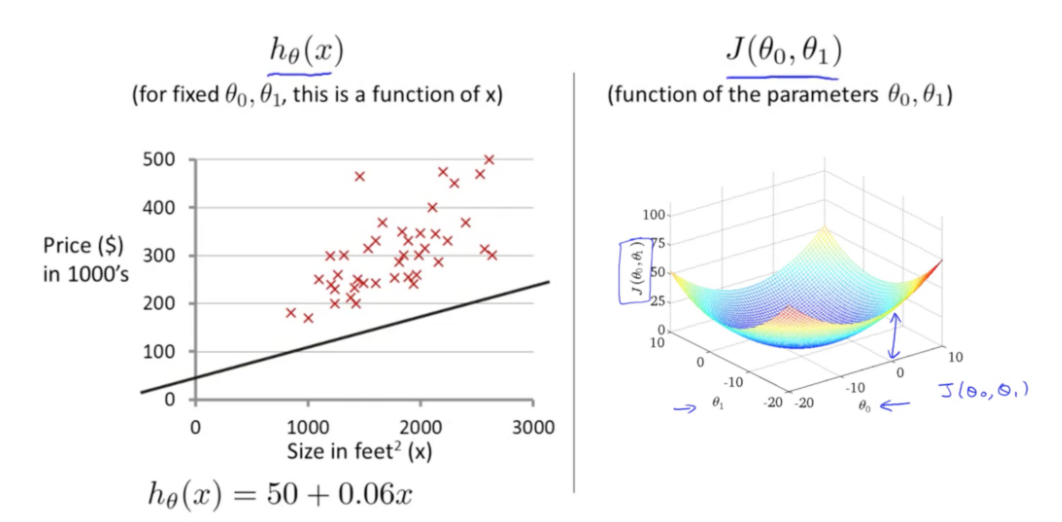 hθ(x)
(for fixed θ₀, θ₁, this is a function of x)
500
400
300
200
100
0
Price ($)
in 1000's
0 1000 2000 3000
Size in feet² (x)
hθ(x) = 50 + 0.06x
J(θ₀, θ₁)
(function of the parameters θ₀, θ₁)
100
75
50
25
0
J(θ₀,θ₁)
10
0
-10
-20
θ₁
-20
-10
0
10
θ₀
J(θ₀,θ₁)